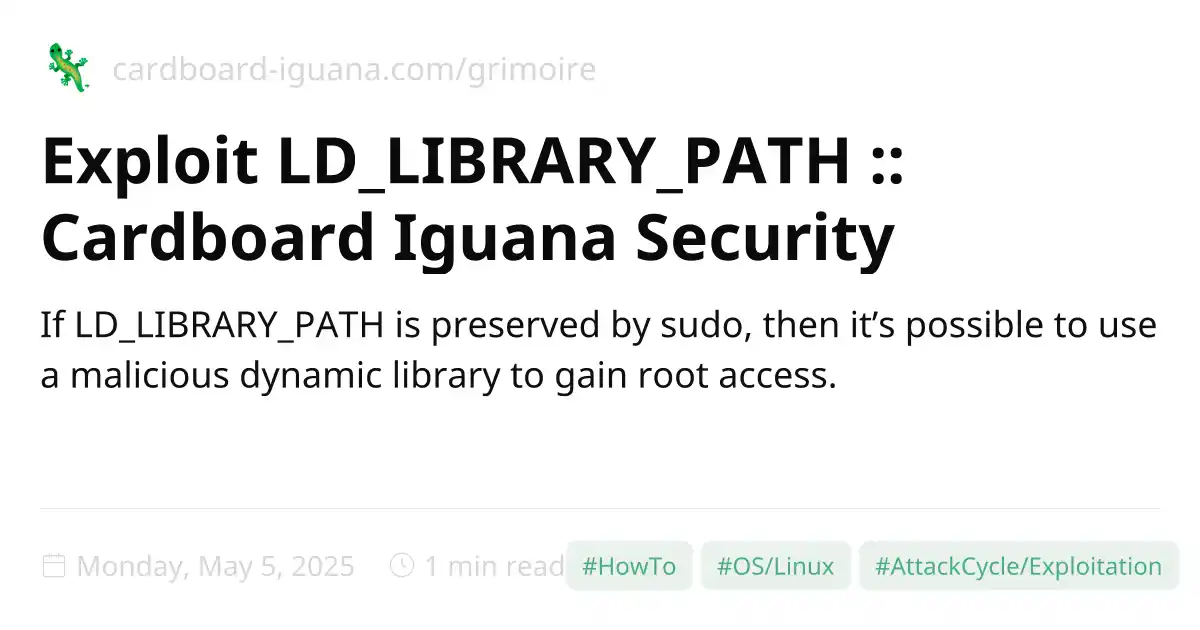 cardboard-iguana.com/grimoire
Exploit LD_LIBRARY_PATH ::
Cardboard Iguana Security
If LD_LIBRARY_PATH is preserved by sudo, then it’s possible to use
a malicious dynamic library to gain root access.
Monday, May 5, 2025 1 min read #HowTo #OS/Linux #AttackCycle/Exploitation